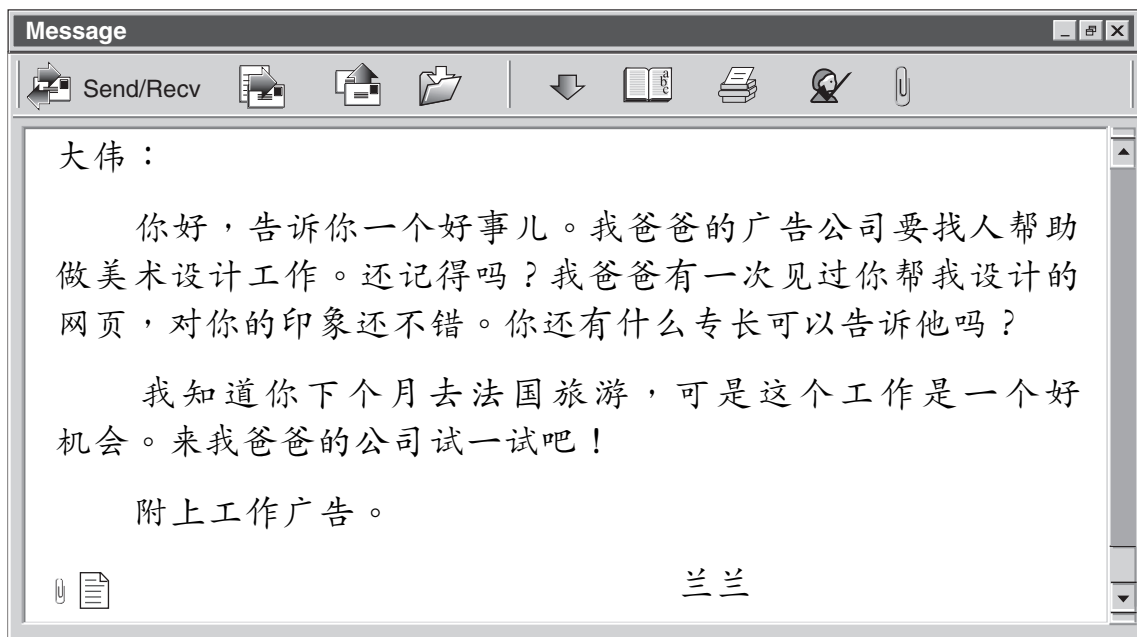 Message
Send/Recv
a
b
c
大伟：
你好，告诉你一个好事儿。我爸爸的广告公司要找人帮助
做美术设计工作。还记得吗？我爸爸有一次见过你帮我设计的
网页，对你的印象还不错。你还有什么专长可以告诉他吗？
我知道你下个月去法国旅游，可是这个工作是一个好
机会。来我爸爸的公司试一试吧！
附上工作广告。
兰兰